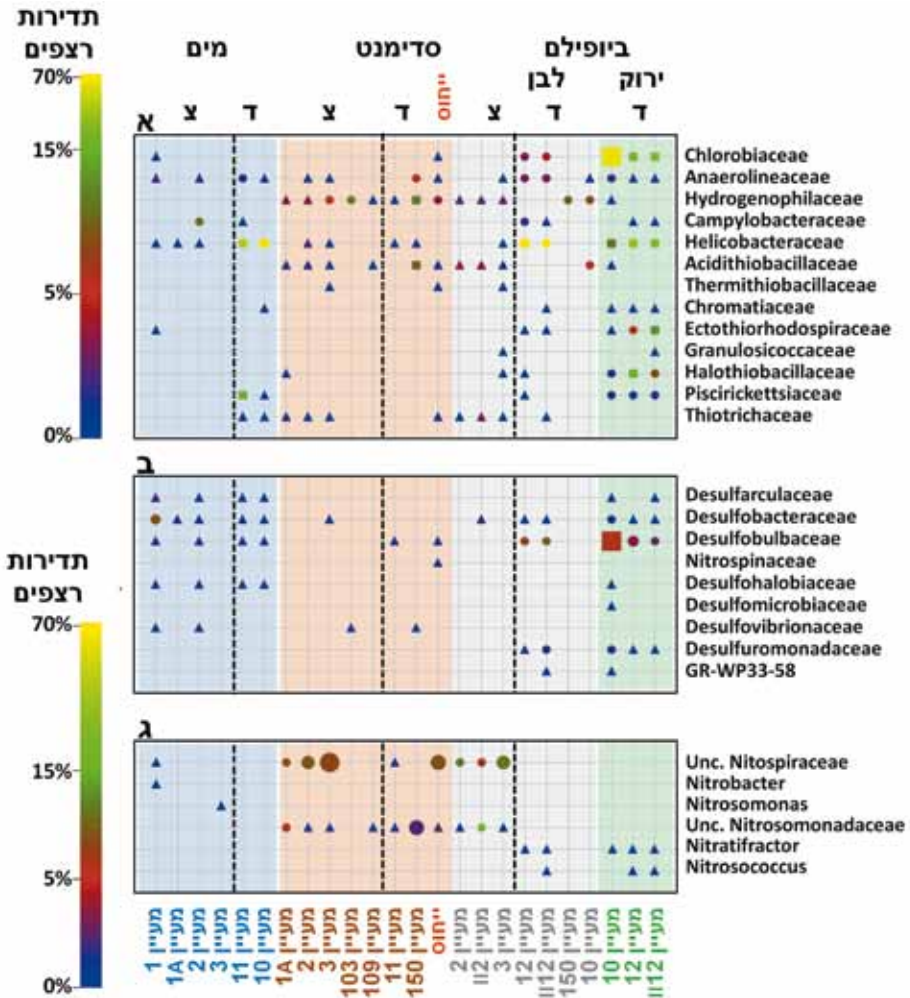 תדירות
רצפים
מים
סדימנט
ביופילם
לבן
ירוק
צ
ד
צ
ד
ייחוס
צ
ד
ד
70%
15%
5%
0%
א
Chlorobiaceae
Anaerolineaceae
Hydrogenophilaceae
Campylobacteraceae
Helicobacteraceae
Acidithiobacillaceae
Thermithiobacillaceae
Chromatiaceae
Ectothiorhodospiraceae
Granulosicoccaceae
Halothiobacillaceae
Piscirickettsiaceae
Thiotrichaceae
ב
Desulfarculaceae
Desulfobacteraceae
Desulfobulbaceae
Nitrospinaceae
Desulfohalobiaceae
Desulfomicrobiaceae
Desulfovibrionaceae
Desulfuromonadaceae
GR-WP33-58
תדירות
רצפים
70%
15%
5%
0%
ג
Unc. Nitospiraceae
Nitrobacter
Nitrosomonas
Unc. Nitrosomonadaceae
Nitratifractor
Nitrosococcus
מעיין 1
מעיין 1A
מעיין 2
מעיין 3
מעיין 11
מעיין 10
מעיין 1A
מעיין 2
מעיין 3
מעיין 103
מעיין 109
מעיין 11
מעיין 150
ייחוס
מעיין 2
מעיין 2II
מעיין 3
מעיין 12
מעיין 12II
מעיין 150
מעיין 10
מעיין 10
מעיין 12
מעיין 12II